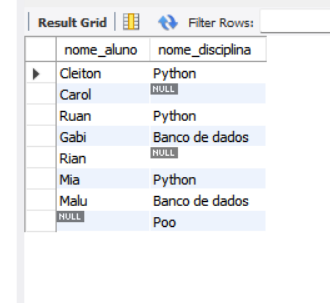 Result Grid Filter Rows:
nome_aluno nome_disciplina
Cleiton Python
Carol NULL
Ruan Python
Gabi Banco de dados
Rian NULL
Mia Python
Malu Banco de dados
NULL Poo